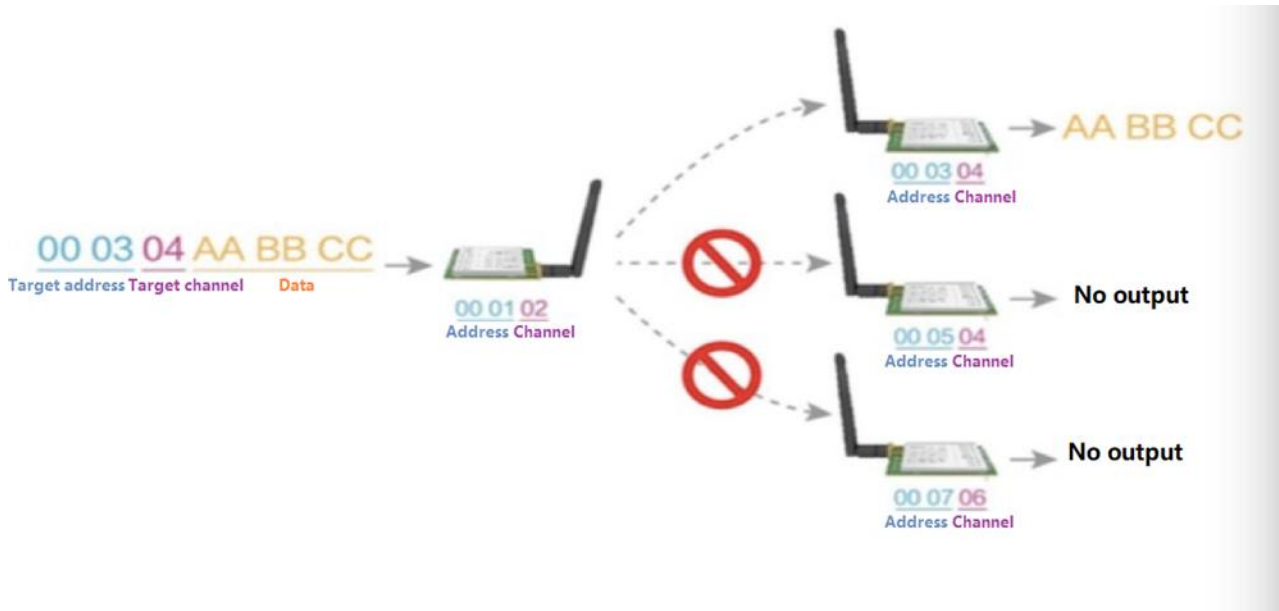 00 03 04 AA BB CC
Target address Target channel Data
00 01 02
Address Channel
AA BB CC
00 03 04
Address Channel
No output
00 05 04
Address Channel
No output
00 07 06
Address Channel